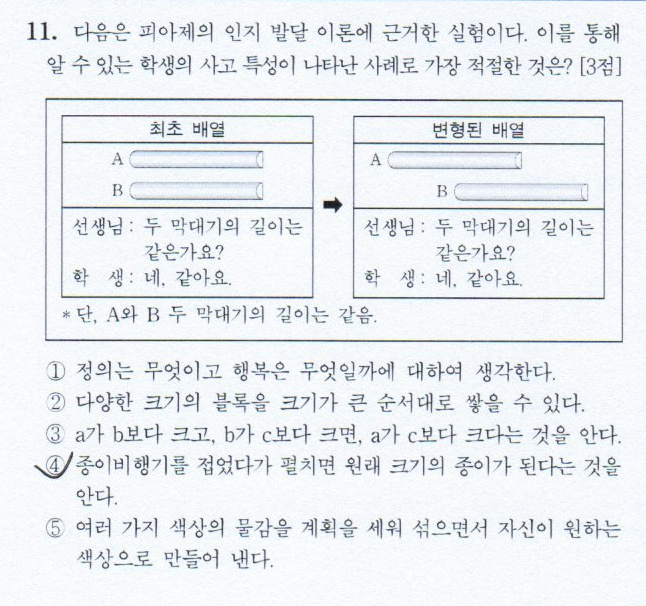 11. 다음은 피아제의 인지 발달 이론에 근거한 실험이다. 이를 통해
알 수 있는 학생의 사고 특성이 나타난 사례로 가장 적절한 것은? [3점]
최초 배열
A
B
선생님: 두 막대기의 길이는
같은가요?
학 생: 네, 같아요.
변형된 배열
A
B
선생님: 두 막대기의 길이는
같은가요?
학 생: 네, 같아요.
* 단, A와 B 두 막대기의 길이는 같음.
① 정의는 무엇이고 행복은 무엇일까에 대하여 생각한다.
② 다양한 크기의 블록을 크기가 큰 순서대로 쌓을 수 있다.
③ a가 b보다 크고, b가 c보다 크면, a가 c보다 크다는 것을 안다.
④ 종이비행기를 접었다가 펼치면 원래 크기의 종이가 된다는 것을
안다.
⑤ 여러 가지 색상의 물감을 계획을 세워 섞으면서 자신이 원하는
색상으로 만들어 낸다.